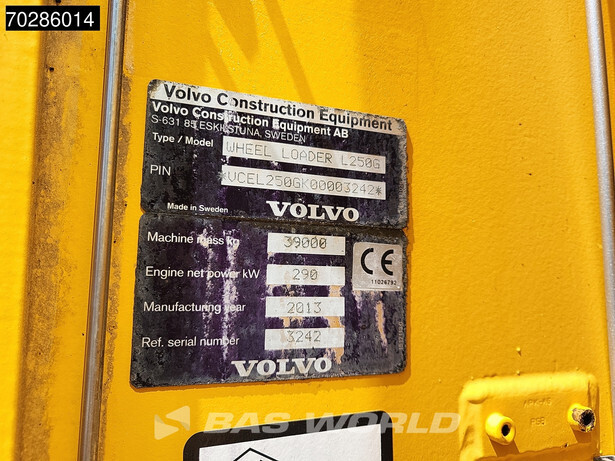 70286014
Volvo Construction Equipment
Volvo Construction Equipment AB
S-631 85 ESKILSTUNA, SWEDEN
Type / Model WHEEL LOADER L250G
PIN *VCEL250GK00003242*
Made in Sweden VOLVO
Machine mass kg 39000
Engine net power kW 290
CE
11026782
Manufacturing year 2013
Ref. serial number 3242
VOLVO
BAS WORLD